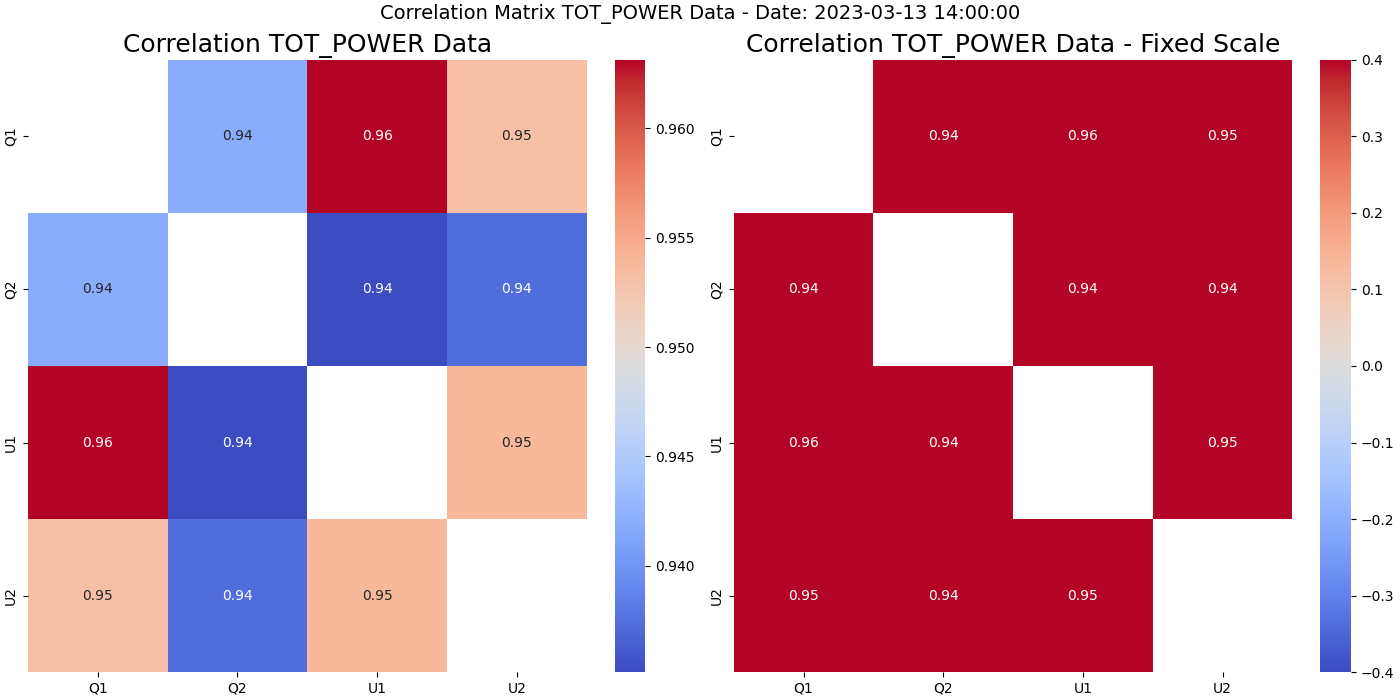 Correlation Matrix TOT_POWER Data - Date: 2023-03-13 14:00:00
Correlation TOT_POWER Data
Q1
Q2
U1
U2
0.94
0.96
0.95
0.94
0.94
0.94
0.96
0.94
0.95
0.95
0.94
0.95
Q1
Q2
U1
U2
0.960
0.955
0.950
0.945
0.940
Correlation TOT_POWER Data - Fixed Scale
Q1
Q2
U1
U2
0.94
0.96
0.95
0.94
0.94
0.94
0.96
0.94
0.95
0.95
0.94
0.95
Q1
Q2
U1
U2
0.4
0.3
0.2
0.1
0.0
−0.1
−0.2
−0.3
−0.4